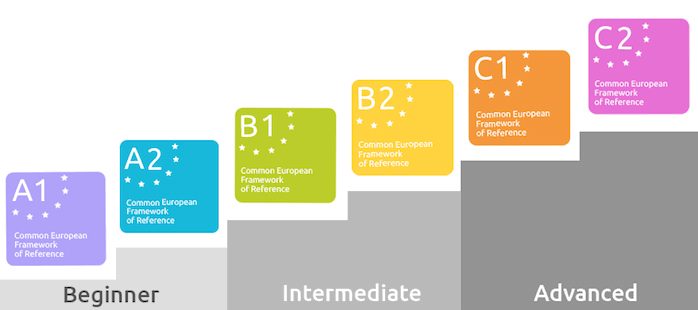 A1
Common European
Framework
of Reference
A2
Common European
Framework
of Reference
B1
Common European
Framework
of Reference
B2
Common European
Framework
of Reference
C1
Common European
Framework
of Reference
C2
Common European
Framework
of Reference
Beginner
Intermediate
Advanced